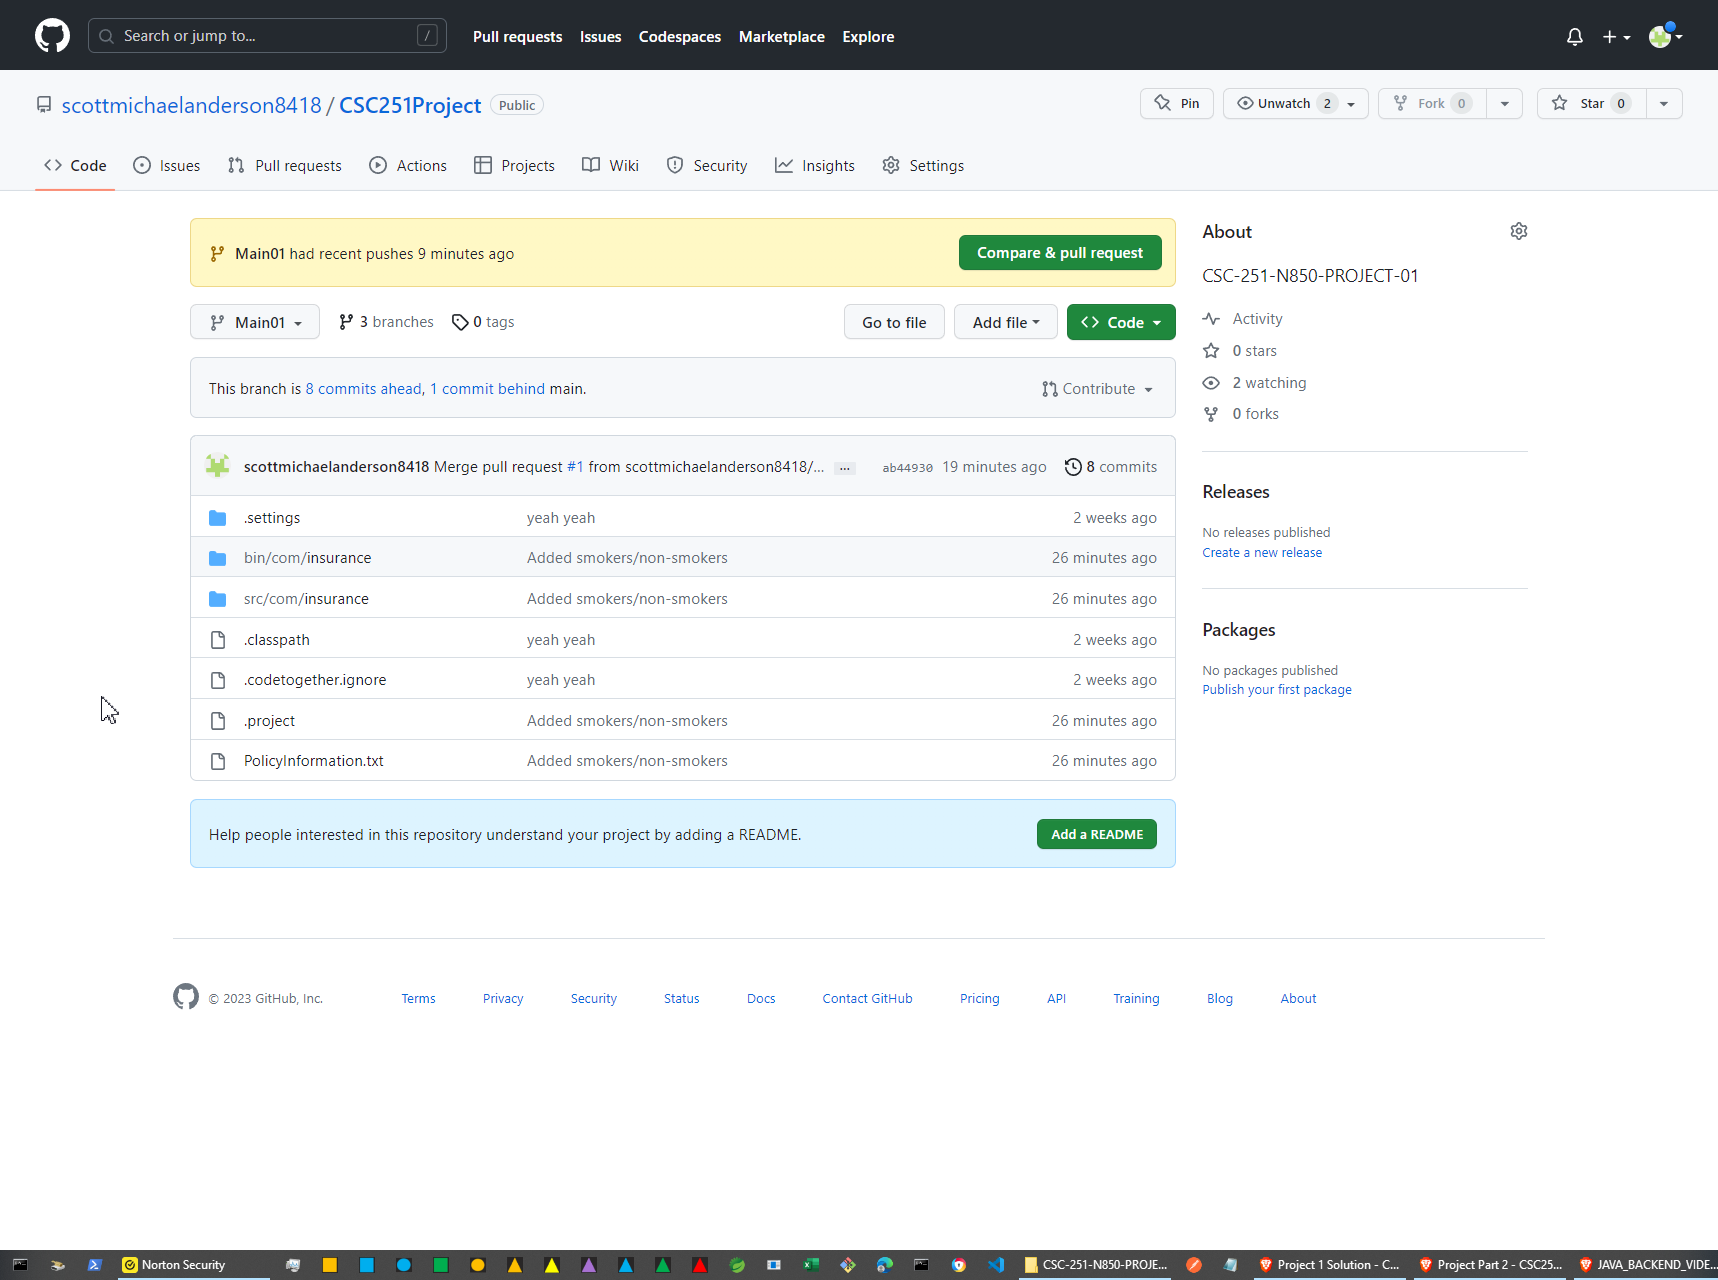 Search or jump to...
/
Pull requests
Issues
Codespaces
Marketplace
Explore
scottmichaelanderson8418 / CSC251Project
Public
Pin
Unwatch 2
Fork 0
Star 0
Code
Issues
Pull requests
Actions
Projects
Wiki
Security
Insights
Settings
Main01 had recent pushes 9 minutes ago
Compare & pull request
Main01
3 branches
0 tags
Go to file
Add file
Code
This branch is 8 commits ahead, 1 commit behind main.
Contribute
scottmichaelanderson8418 Merge pull request #1 from scottmichaelanderson8418/...
...
ab44930 19 minutes ago
8 commits
.settings
yeah yeah
2 weeks ago
bin/com/insurance
Added smokers/non-smokers
26 minutes ago
src/com/insurance
Added smokers/non-smokers
26 minutes ago
.classpath
yeah yeah
2 weeks ago
.codetogether.ignore
yeah yeah
2 weeks ago
.project
Added smokers/non-smokers
26 minutes ago
PolicyInformation.txt
Added smokers/non-smokers
26 minutes ago
Help people interested in this repository understand your project by adding a README.
Add a README
About
CSC-251-N850-PROJECT-01
Activity
0 stars
2 watching
0 forks
Releases
No releases published
Create a new release
Packages
No packages published
Publish your first package
© 2023 GitHub, Inc.
Terms
Privacy
Security
Status
Docs
Contact GitHub
Pricing
API
Training
Blog
About
Norton Security
CSC-251-N850-PROJE...
Project 1 Solution - C...
Project Part 2 - CSC25...
JAVA_BACKEND_VIDE...